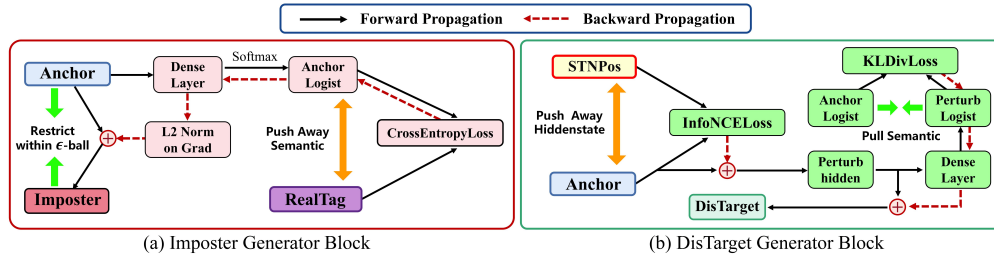 Forward Propagation
Backward Propagation
Anchor
Dense
Layer
Softmax
Anchor
Logist
Restrict
within ϵ-ball
L2 Norm
on Grad
Push Away
Semantic
CrossEntropyLoss
Imposter
RealTag
(a) Imposter Generator Block
STNPos
KLDivLoss
Push Away
Hiddenstate
InfoNCELoss
Anchor
Logist
Perturb
Logist
Pull Semantic
Anchor
Perturb
hidden
Dense
Layer
DisTarget
(b) DisTarget Generator Block